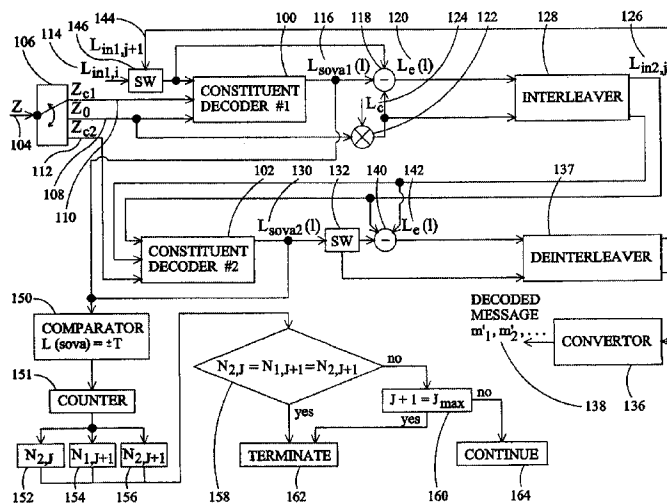 144
146
106
114
L_in1,j+1
L_in1,i
SW
100
CONSTITUENT
DECODER #1
116
L_sova1(l)
118
120
L_e(l)
124
122
L_c
128
INTERLEAVER
126
L_in2,j
Z
104
Z_c1
Z_0
Z_c2
112
108
110
102
CONSTITUENT
DECODER #2
130
L_sova2(l)
132
SW
140
142
L_e(l)
137
DEINTERLEAVER
150
COMPARATOR
L (sova) = ±T
151
COUNTER
N_2,J
N_1,J+1
N_2,J+1
152
154
156
N_2,J = N_1,J+1 = N_2,J+1
no
yes
158
J + 1 = J_max
no
yes
160
TERMINATE
162
CONTINUE
164
DECODED
MESSAGE
m'_1, m'_2, . . .
138
CONVERTOR
136